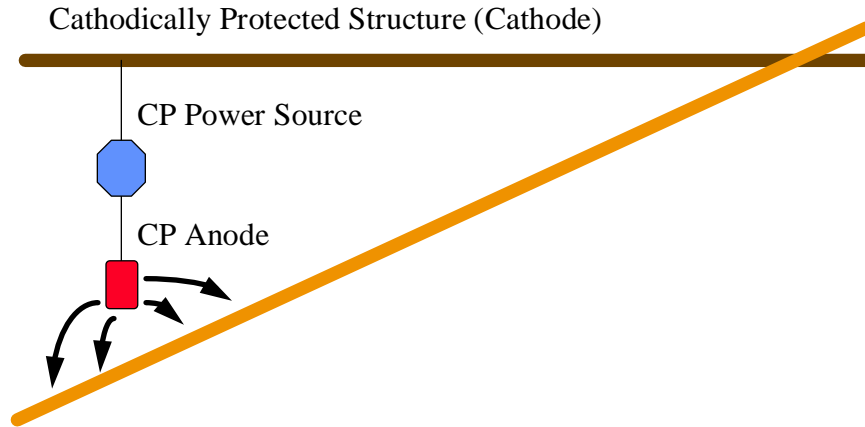 Cathodically Protected Structure (Cathode)
CP Power Source
CP Anode